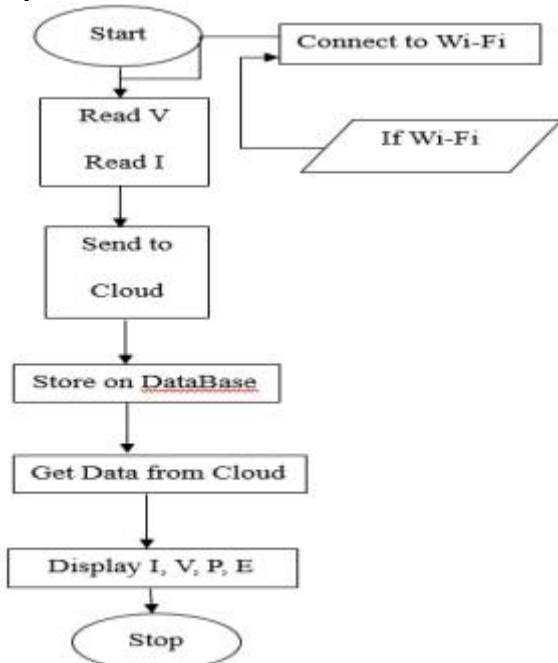 Start
Connect to Wi-Fi
Read V
Read I
If Wi-Fi
Send to
Cloud
Store on DataBase
Get Data from Cloud
Display I, V, P, E
Stop